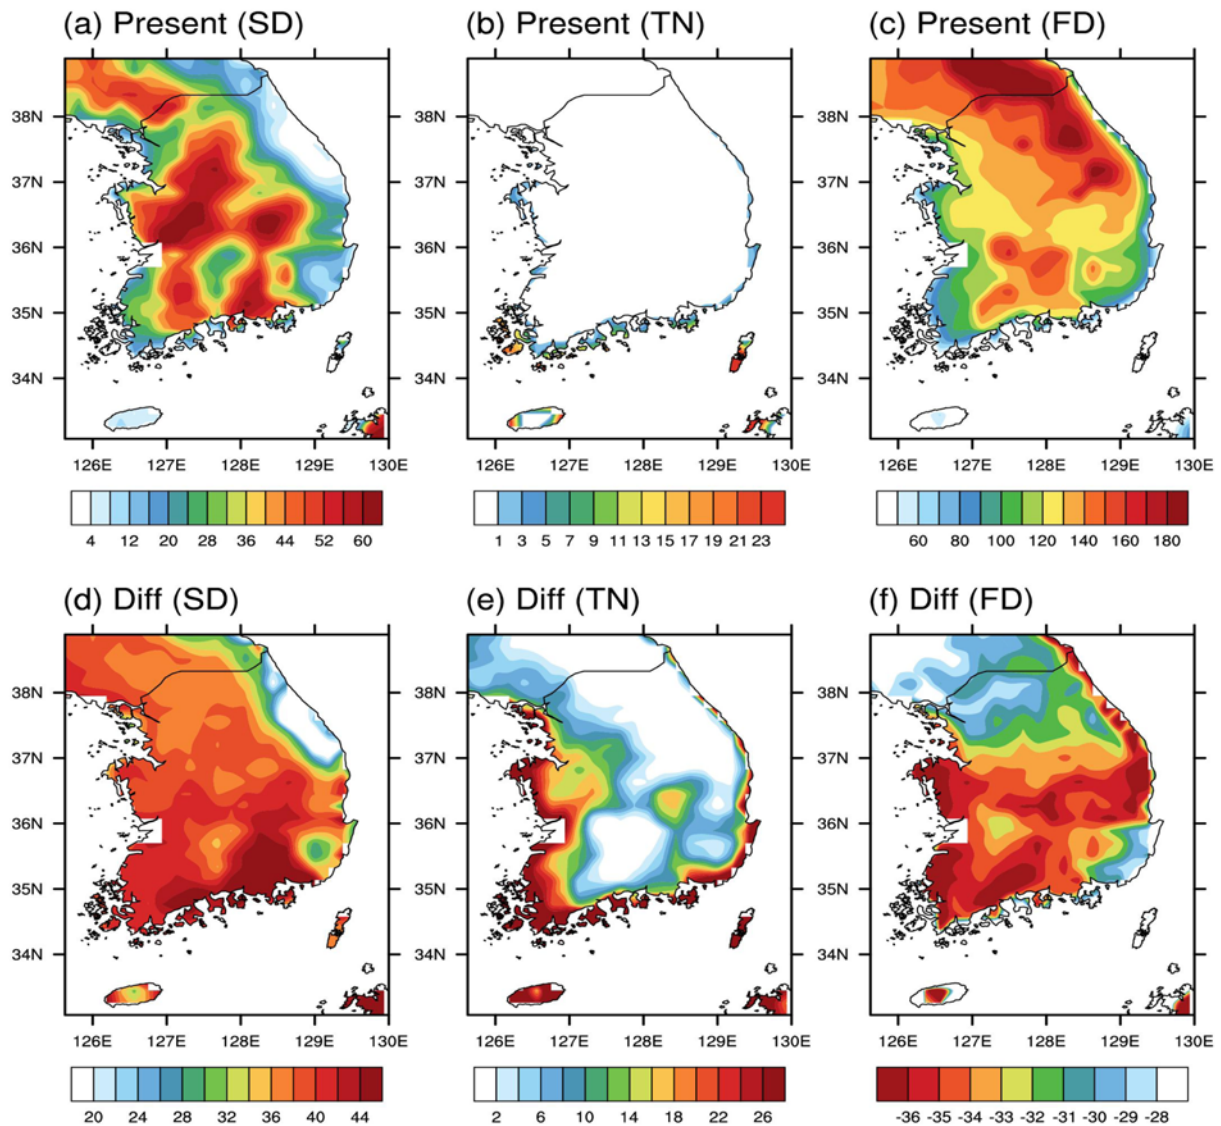 (a) Present (SD) (b) Present (TN) (c) Present (FD)
38N 38N 38N
37N 37N 37N
36N 36N 36N
35N 35N 35N
34N 34N 34N
126E 127E 128E 129E 130E 126E 127E 128E 129E 130E 126E 127E 128E 129E 130E
4 12 20 28 36 44 52 60 1 3 5 7 9 11 13 15 17 19 21 23 60 80 100 120 140 160 180
(d) Diff (SD) (e) Diff (TN) (f) Diff (FD)
38N 38N 38N
37N 37N 37N
36N 36N 36N
35N 35N 35N
34N 34N 34N
126E 127E 128E 129E 130E 126E 127E 128E 129E 130E 126E 127E 128E 129E 130E
20 24 28 32 36 40 44 2 6 10 14 18 22 26 -36 -35 -34 -33 -32 -31 -30 -29 -28